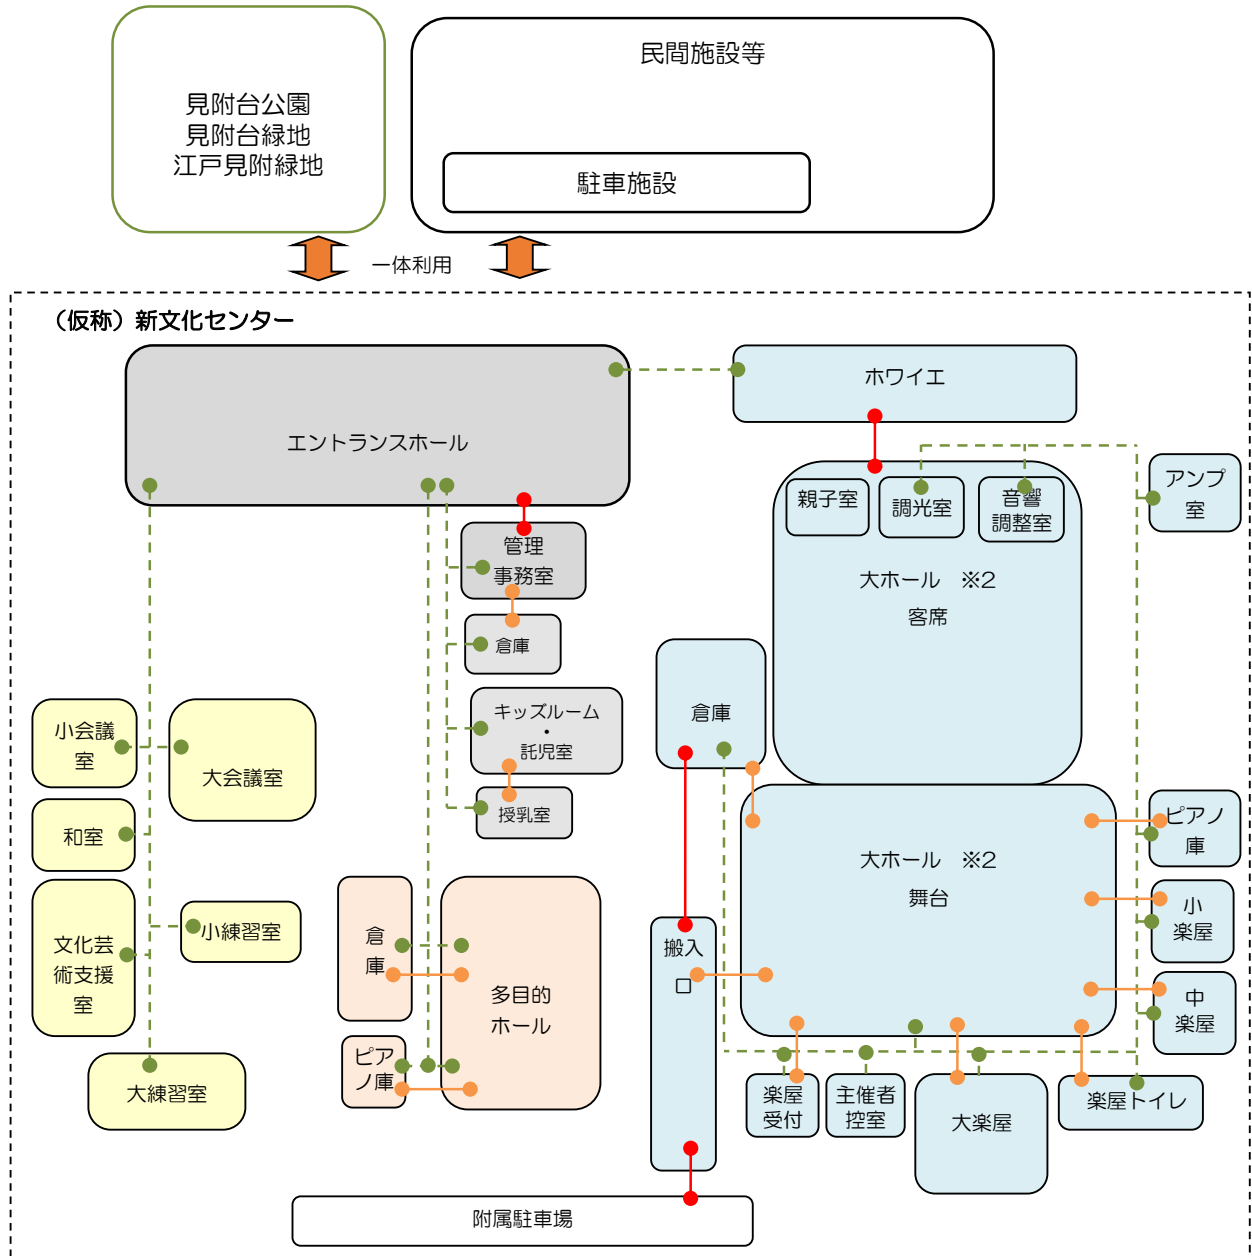 見附台公園
見附台緑地
江戸見附緑地
民間施設等
駐車施設
一体利用
（仮称）新文化センター
エントランスホール
ホワイエ
管理
事務室
倉庫
キッズルーム
・
託児室
授乳室
親子室
調光室
音響
調整室
アンプ
室
大ホール　※2
客席
倉庫
小会議
室
大会議室
和室
文化芸
術支援
室
小練習室
大練習室
倉
庫
多目的
ホール
ピア
ノ庫
大ホール　※2
舞台
搬入
口
ピアノ
庫
小
楽屋
中
楽屋
楽屋
受付
主催者
控室
大楽屋
楽屋トイレ
附属駐車場